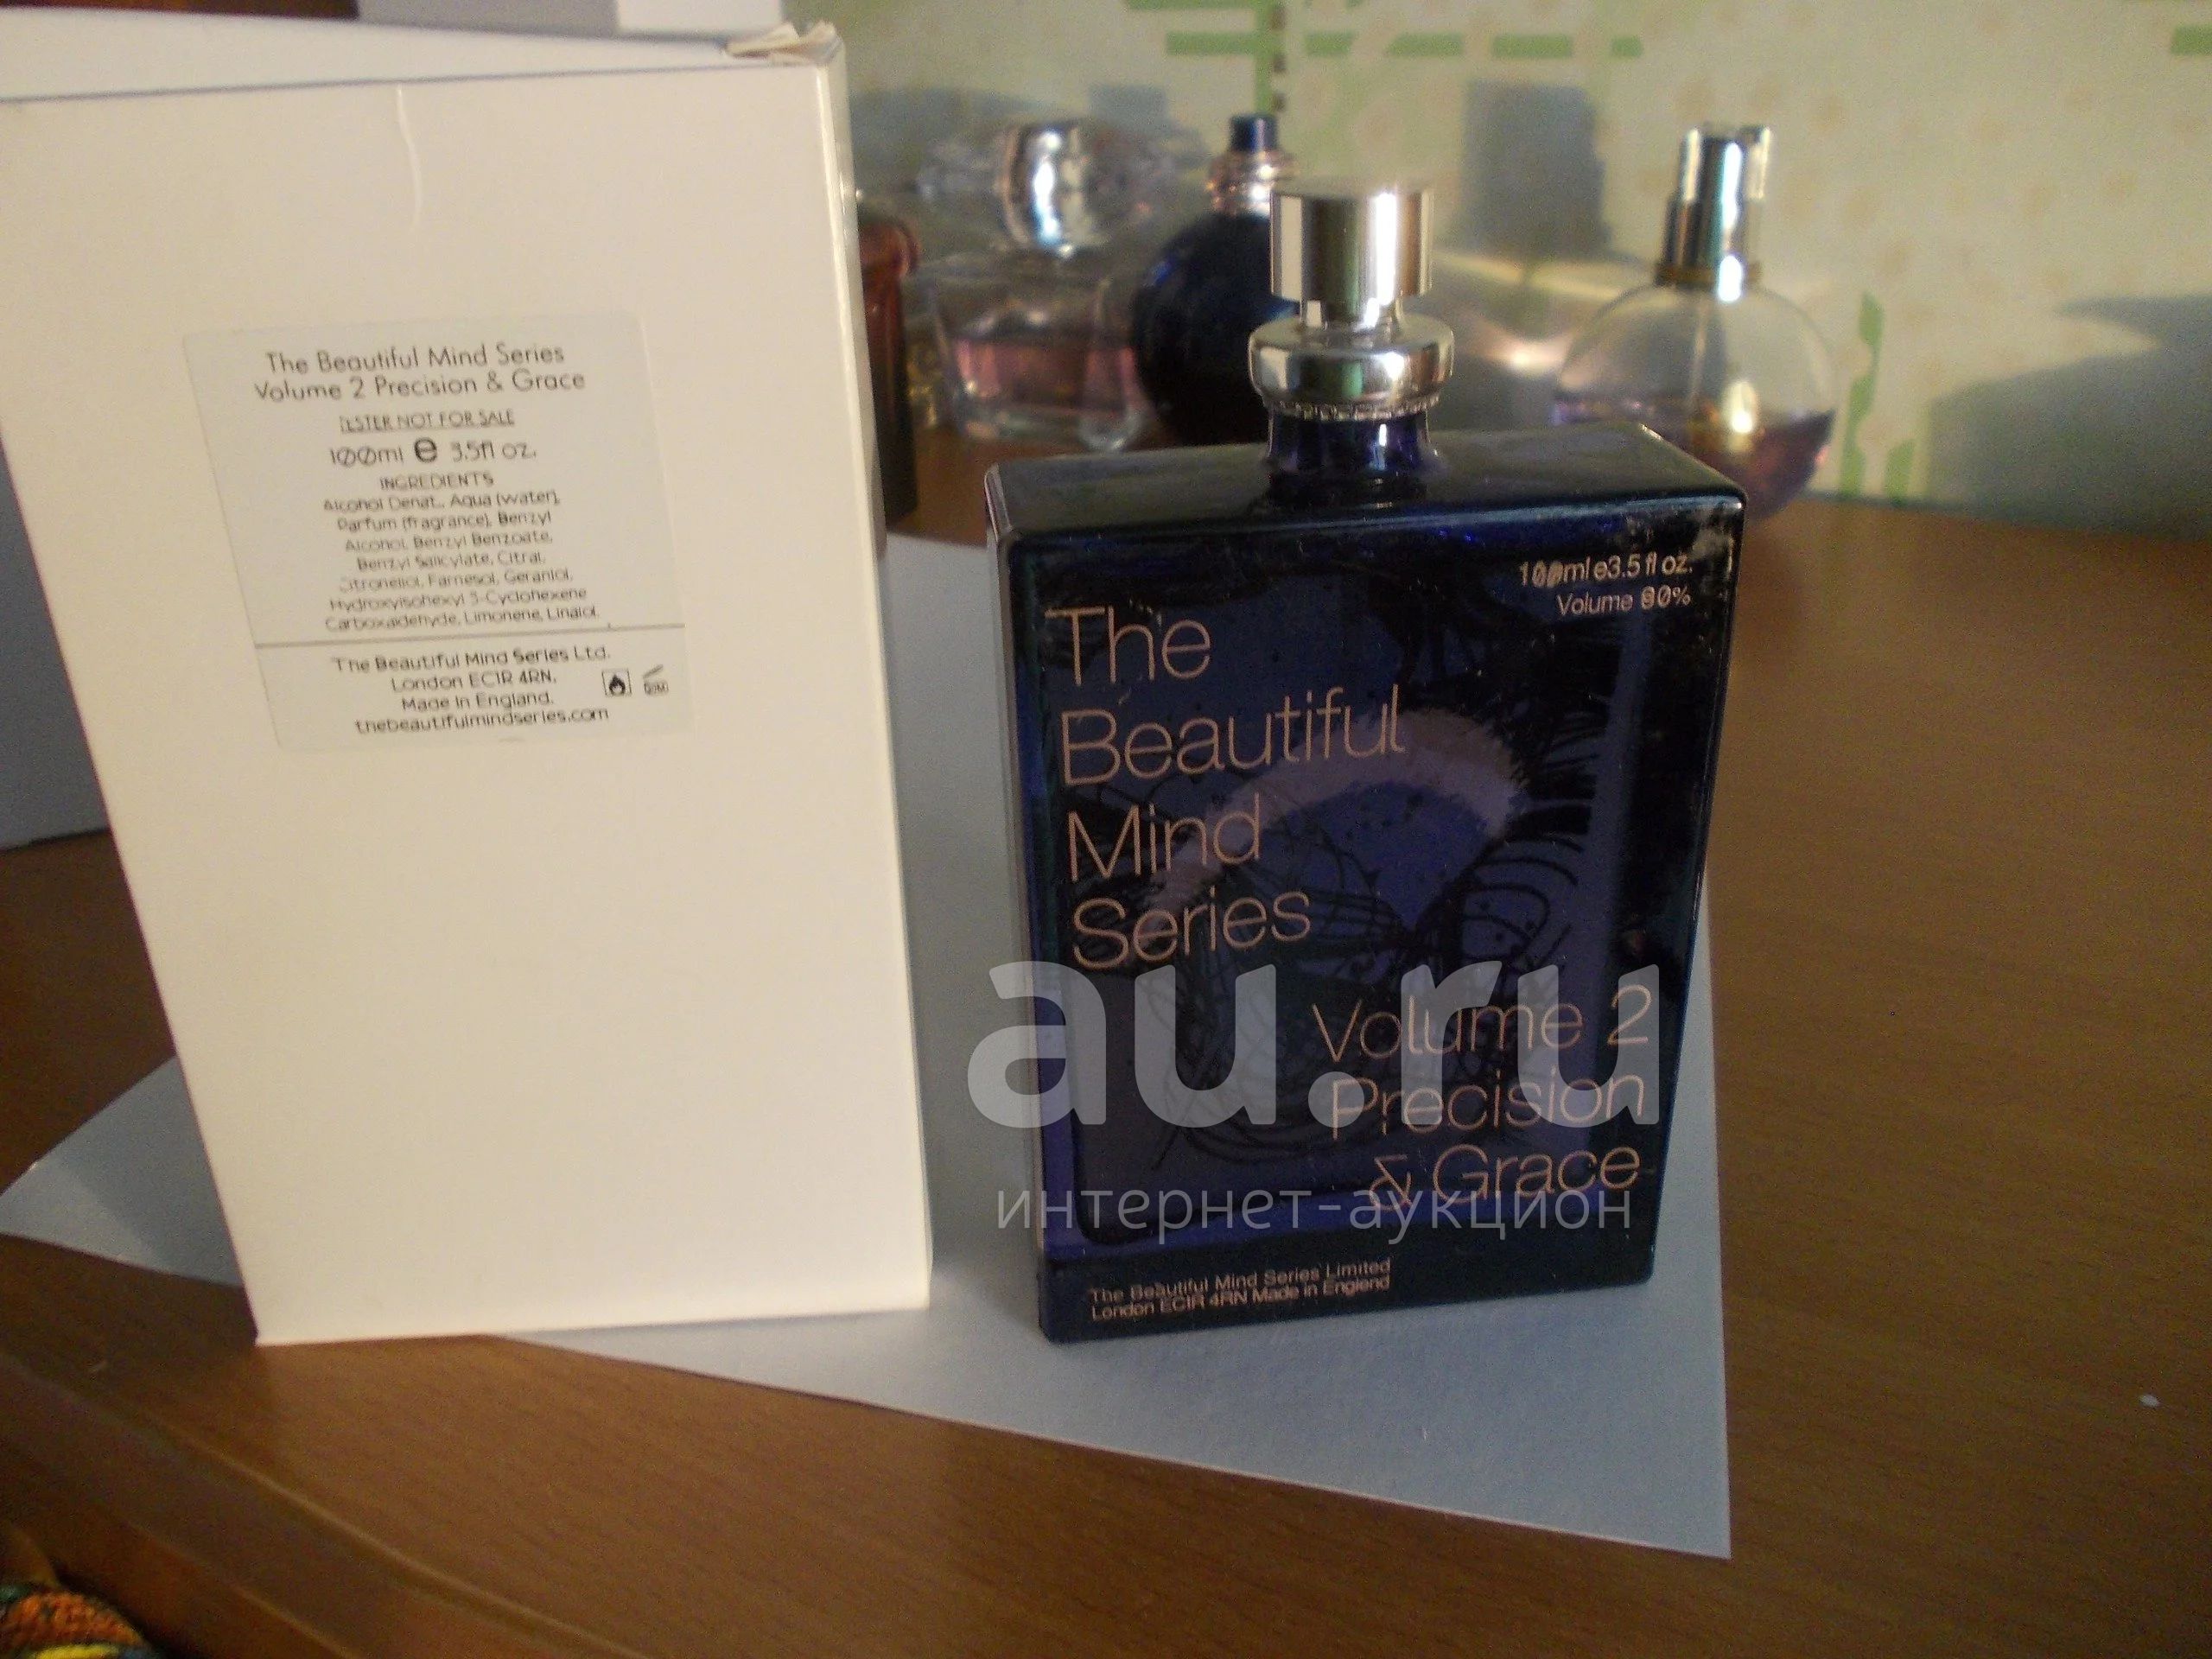 The Beautiful Mind Series
Volume 2 Precision & Grace
TESTER NOT FOR SALE
100ml e 3.5fl oz.
INGREDIENTS
Alcohol Denat., Aqua (water),
Parfum (fragrance), Benzyl
Alcohol, Benzyl Benzoate,
Benzyl Salicylate, Citral,
Citronellol, Farnesol, Geraniol,
Hydroxyisohexyl 3-Cyclohexene
Carboxaldehyde, Limonene, Linalol.
The Beautiful Mind Series Ltd.
London EC1R 4RN.
Made In England.
thebeautifulmindseries.com
100ml e3.5 fl oz.
Volume 90%
The
Beautiful
Mind
Series
Volume 2
Precision
& Grace
The Beautiful Mind Series Limited
London EC1R 4RN Made in England
au.ru
интернет-аукцион